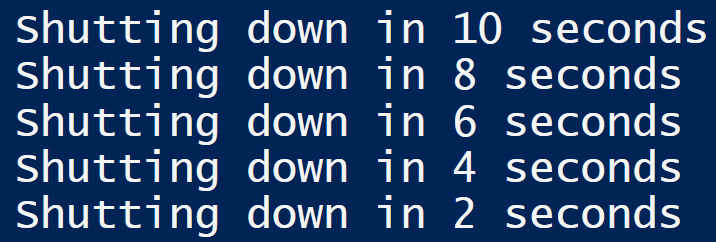 Shutting down in 10 seconds
Shutting down in 8 seconds
Shutting down in 6 seconds
Shutting down in 4 seconds
Shutting down in 2 seconds